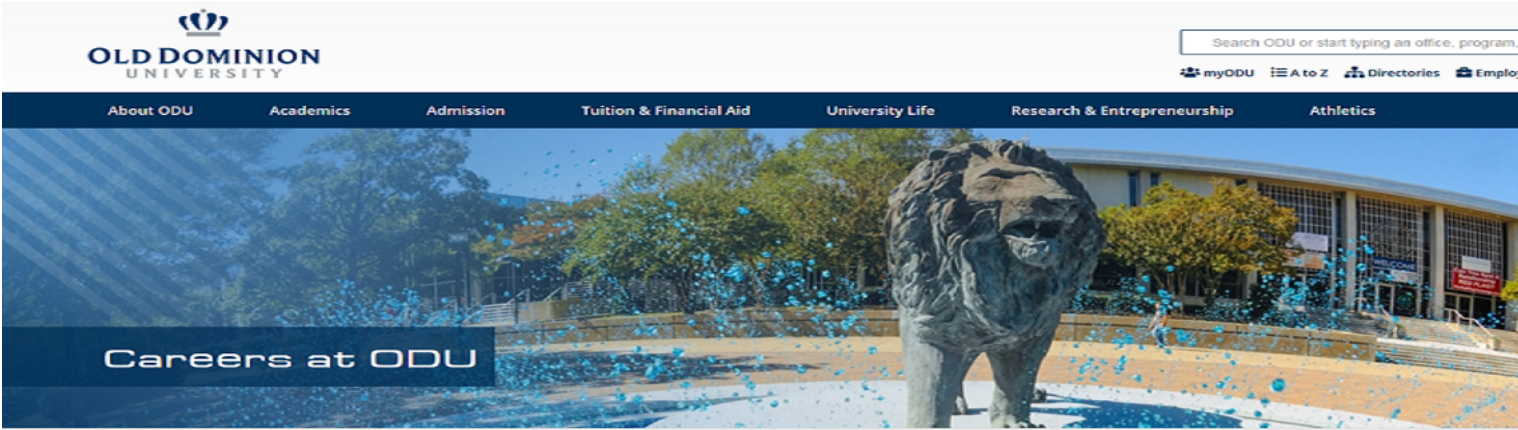 OLD DOMINION
UNIVERSITY
Search ODU or start typing an office, program,
myODU A to Z Directories
About ODU Academics Admission Tuition & Financial Aid University Life Research & Entrepreneurship Athletics
WELCOME
Careers at ODU